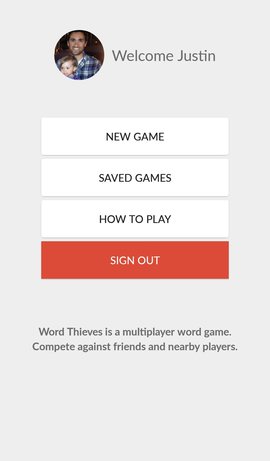 Welcome Justin
NEW GAME
SAVED GAMES
HOW TO PLAY
SIGN OUT
Word Thieves is a multiplayer word game.
Compete against friends and nearby players.